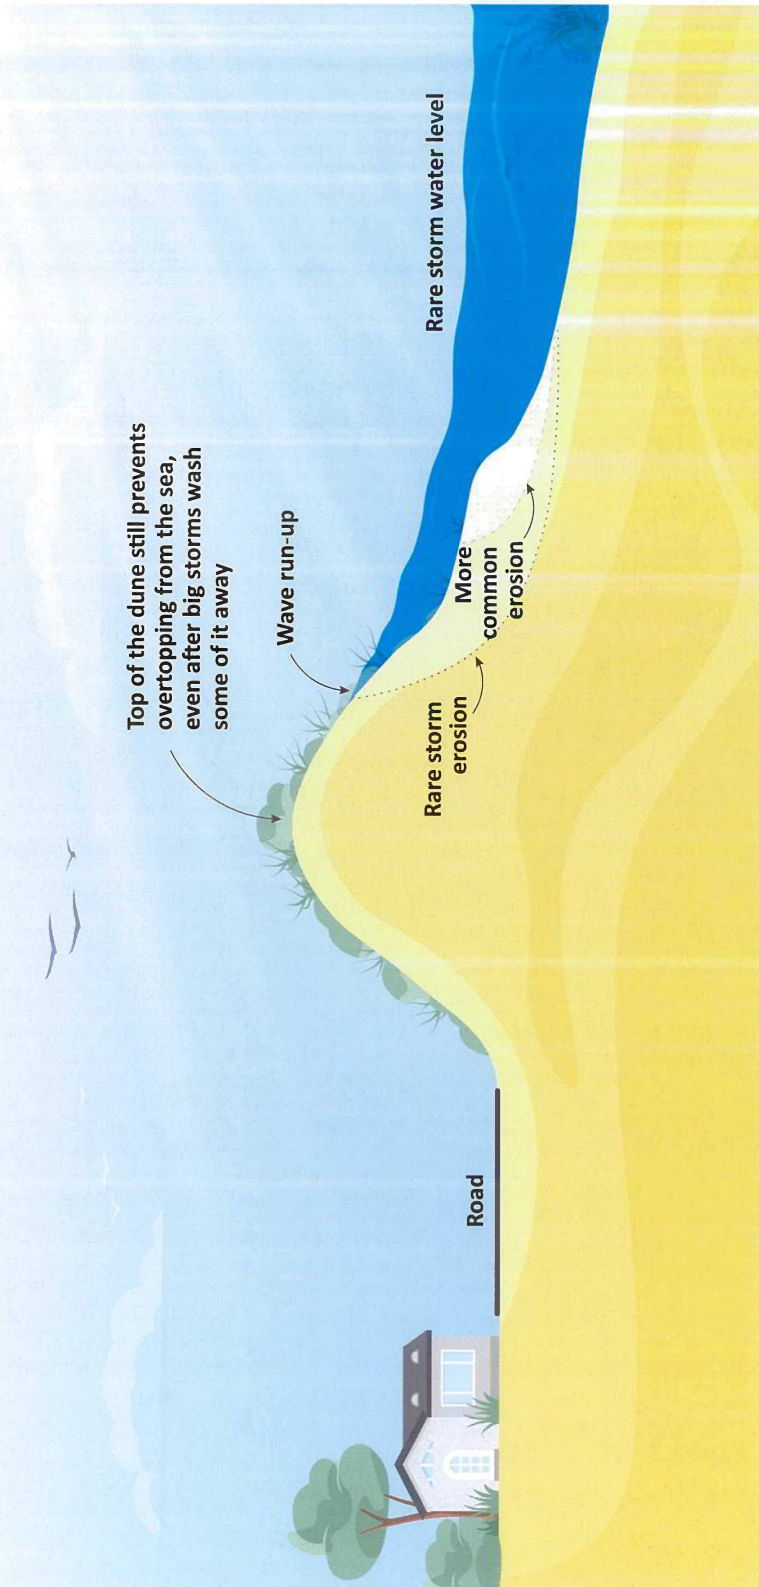 Top of the dune still prevents
overtopping from the sea,
even after big storms wash
some of it away
Wave run-up
Rare storm water level
More
common
erosion
Rare storm
erosion
Road